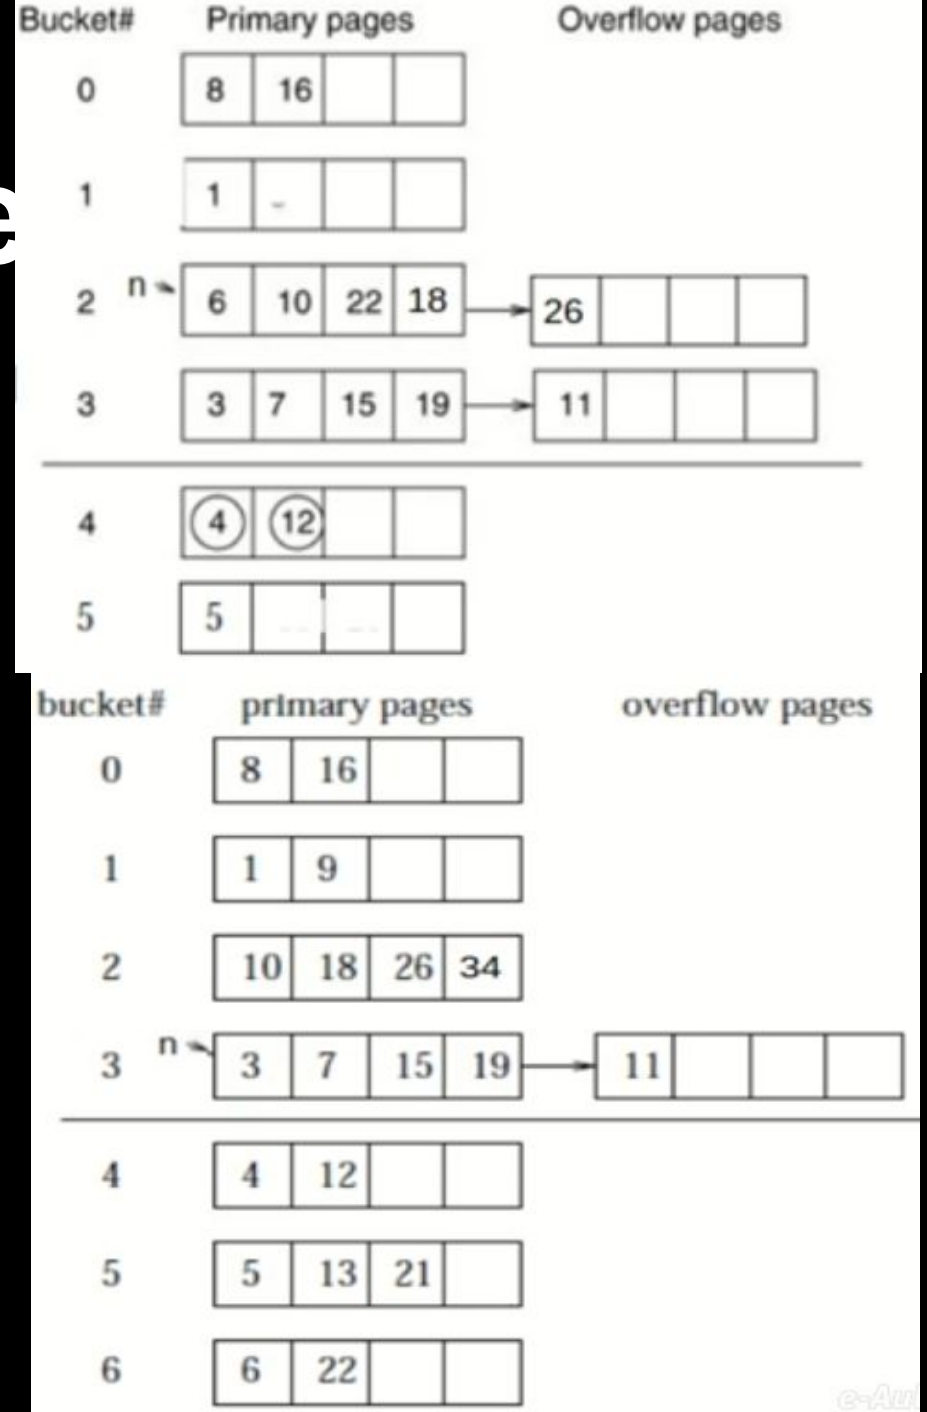 Bucket# Primary pages Overflow pages
0 8 16
1 1
2 n 6 10 22 18 26
3 3 7 15 19 11
4 4 12
5 5
bucket# primary pages overflow pages
0 8 16
1 1 9
2 10 18 26 34
3 n 3 7 15 19 11
4 4 12
5 5 13 21
6 6 22